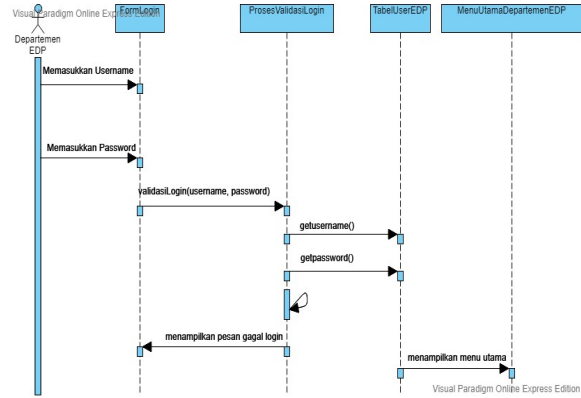 Visual Paradigm Online Express Edition
FormLogin
ProsesValidasiLogin
TabelUserEDP
MenuUtamaDepartemenEDP
Departemen
EDP
Memasukkan Username
Memasukkan Password
validasiLogin(username, password)
getusername()
getpassword()
menampilkan pesan gagal login
menampilkan menu utama
Visual Paradigm Online Express Edition